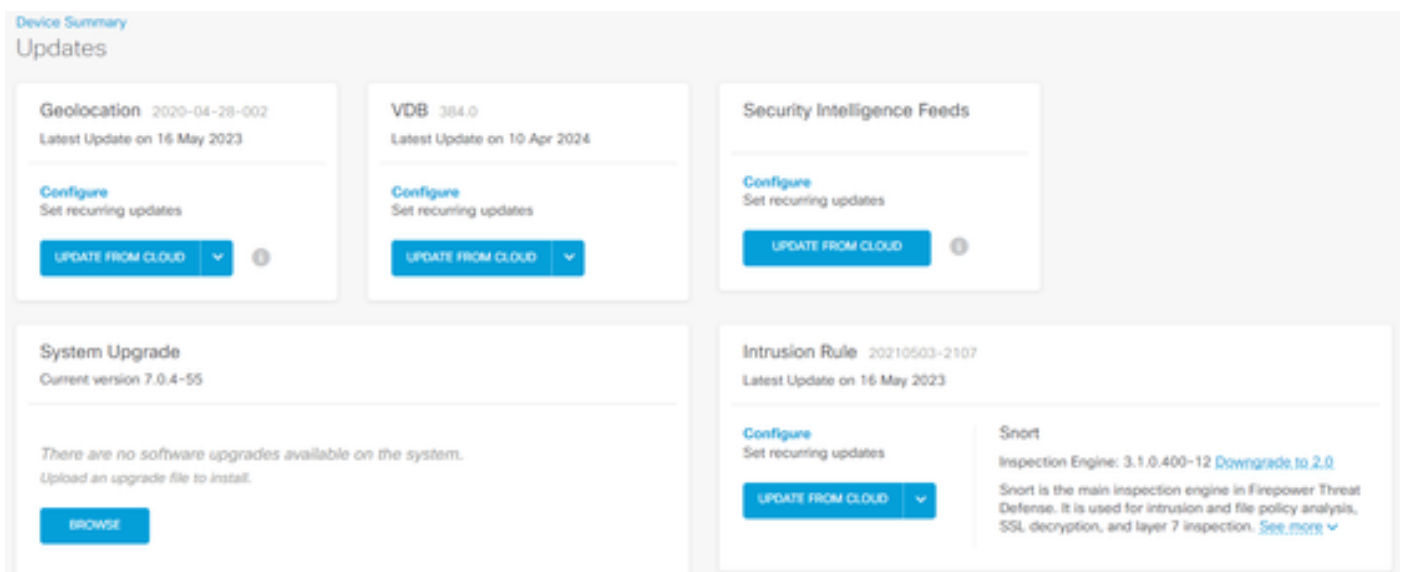 Device Summary
Updates
Geolocation 2020-04-28-002
Latest Update on 16 May 2023
Configure
Set recurring updates
UPDATE FROM CLOUD
VDB 384.0
Latest Update on 10 Apr 2024
Configure
Set recurring updates
UPDATE FROM CLOUD
Security Intelligence Feeds
Configure
Set recurring updates
UPDATE FROM CLOUD
System Upgrade
Current version 7.0.4-55
There are no software upgrades available on the system.
Upload an upgrade file to install.
BROWSE
Intrusion Rule 20210503-2107
Latest Update on 16 May 2023
Configure
Set recurring updates
UPDATE FROM CLOUD
Snort
Inspection Engine: 3.1.0.400-12 Downgrade to 2.0
Snort is the main inspection engine in Firepower Threat
Defense. It is used for intrusion and file policy analysis,
SSL decryption, and layer 7 inspection. See more